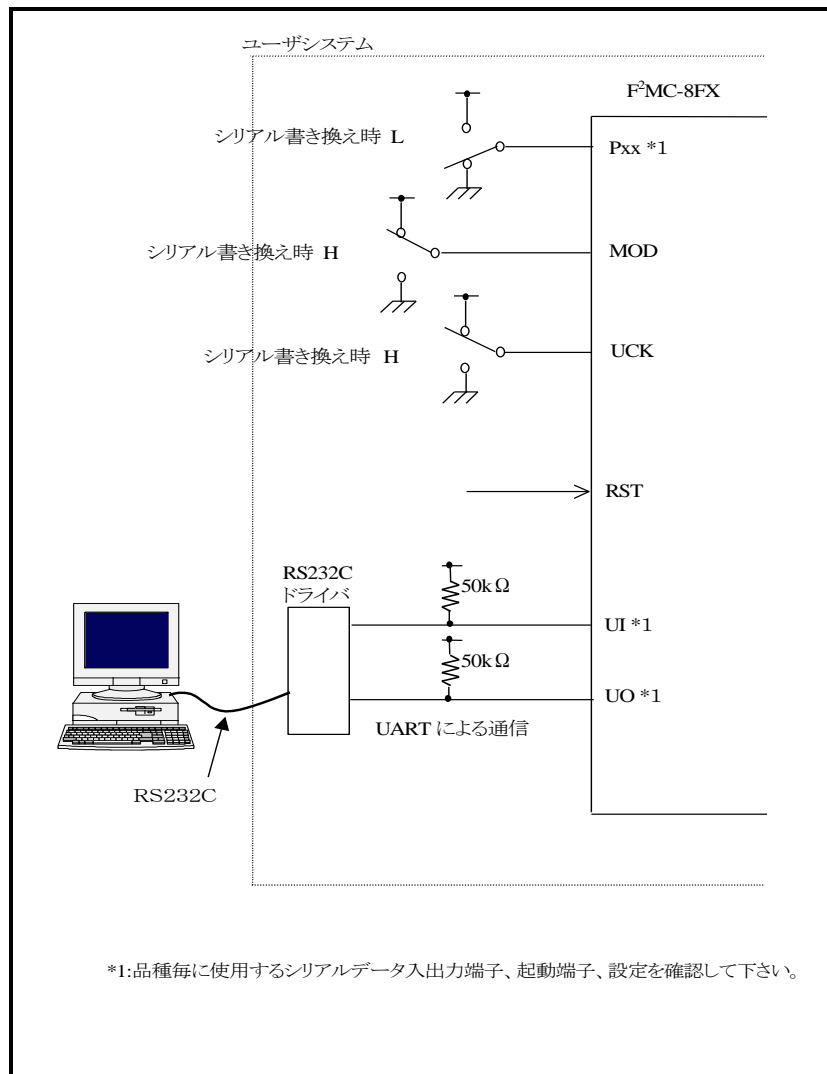 ユーザシステム
F²MC-8FX
シリアル書き換え時 L
Pxx *1
シリアル書き換え時 H
MOD
シリアル書き換え時 H
UCK
RST
RS232C
ドライバ
50kΩ
UI *1
50kΩ
UO *1
UART による通信
RS232C
*1:品種毎に使用するシリアルデータ入出力端子、起動端子、設定を確認して下さい。